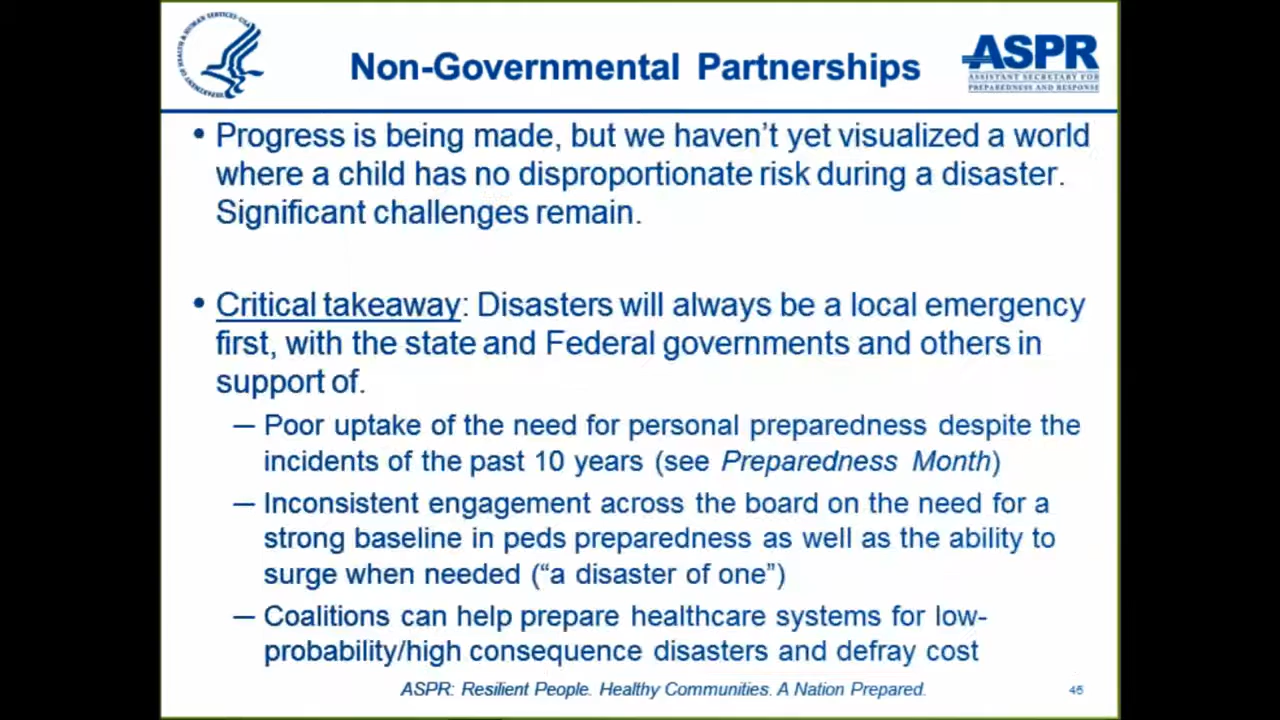 Non-Governmental Partnerships
ASPR
ASSISTANT SECRETARY FOR
PREPAREDNESS AND RESPONSE
• Progress is being made, but we haven't yet visualized a world
where a child has no disproportionate risk during a disaster.
Significant challenges remain.
• Critical takeaway: Disasters will always be a local emergency
first, with the state and Federal governments and others in
support of.
— Poor uptake of the need for personal preparedness despite the
incidents of the past 10 years (see Preparedness Month)
— Inconsistent engagement across the board on the need for a
strong baseline in peds preparedness as well as the ability to
surge when needed (“a disaster of one”)
— Coalitions can help prepare healthcare systems for low-
probability/high consequence disasters and defray cost
ASPR: Resilient People. Healthy Communities. A Nation Prepared.